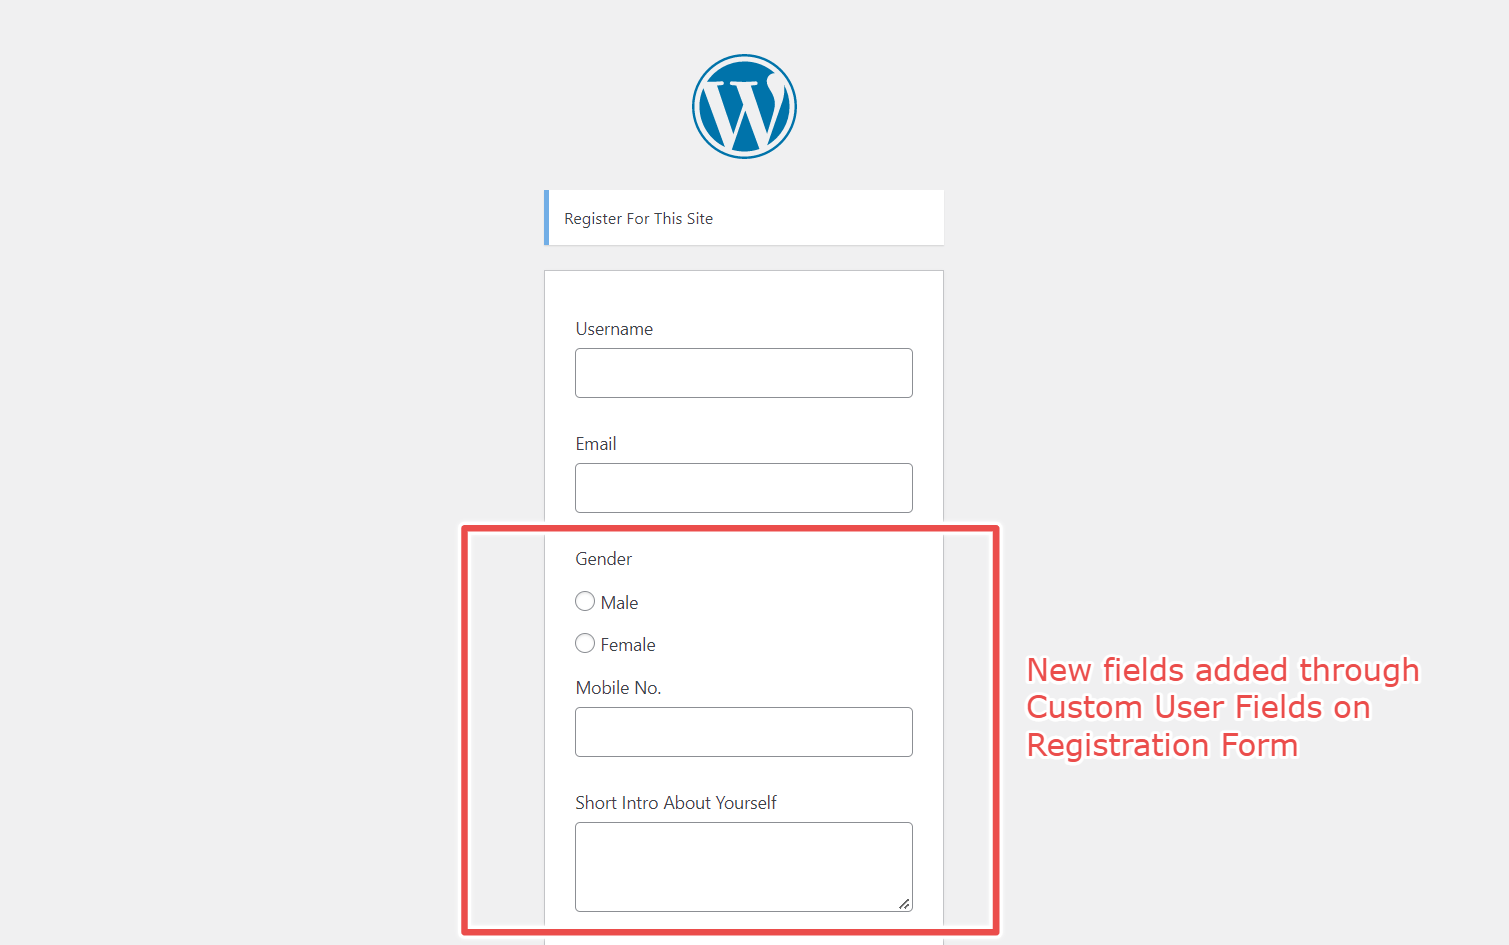 Register For This Site
Username
Email
Gender
Male
Female
Mobile No.
Short Intro About Yourself
New fields added through
Custom User Fields on
Registration Form